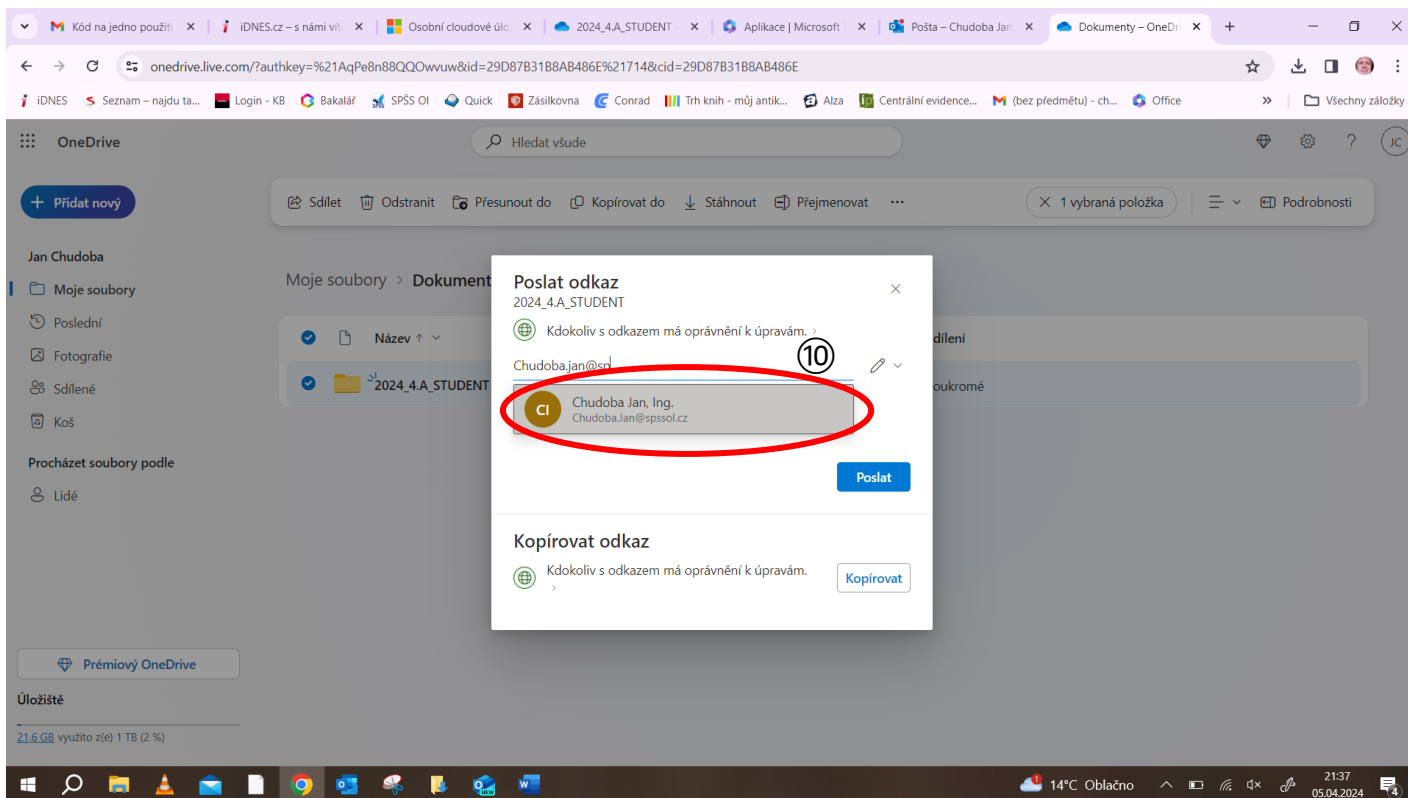 Kód na jedno použití
iDNES.cz – s námi víte
Osobní cloudové úlo
2024_4.A_STUDENT -
Aplikace | Microsoft
Pošta – Chudoba Jan
Dokumenty – OneDri
onedrive.live.com/?authkey=%21AqPe8n88QQOwvuw&id=29D87B31B8AB486E%21714&cid=29D87B31B8AB486E
iDNES
Seznam – najdu ta...
Login - KB
Bakalář
SPŠS Ol
Quick
Zásilkovna
Conrad
Trh knih - můj antik...
Alza
Centrální evidence...
(bez předmětu) - ch...
Office
»
Všechny záložky
OneDrive
Hledat všude
JC
+ Přidat nový
Sdílet
Odstranit
Přesunout do
Kopírovat do
Stáhnout
Přejmenovat
...
1 vybraná položka
Podrobnosti
Jan Chudoba
Moje soubory
Poslední
Fotografie
Sdílené
Koš
Procházet soubory podle
Lidé
Moje soubory > Dokument
Název
dílení
2024_4.A_STUDENT
oukromé
Poslat odkaz
2024_4.A_STUDENT
Kdokoliv s odkazem má oprávnění k úpravám. >
Chudoba.jan@sp
⑩
CI
Chudoba Jan, Ing.
Chudoba.Jan@spssol.cz
Poslat
Kopírovat odkaz
Kdokoliv s odkazem má oprávnění k úpravám.
>
Kopírovat
Prémiový OneDrive
Úložiště
21,6 GB využito z(e) 1 TB (2 %)
14°C Oblačno
21:37
05.04.2024
4